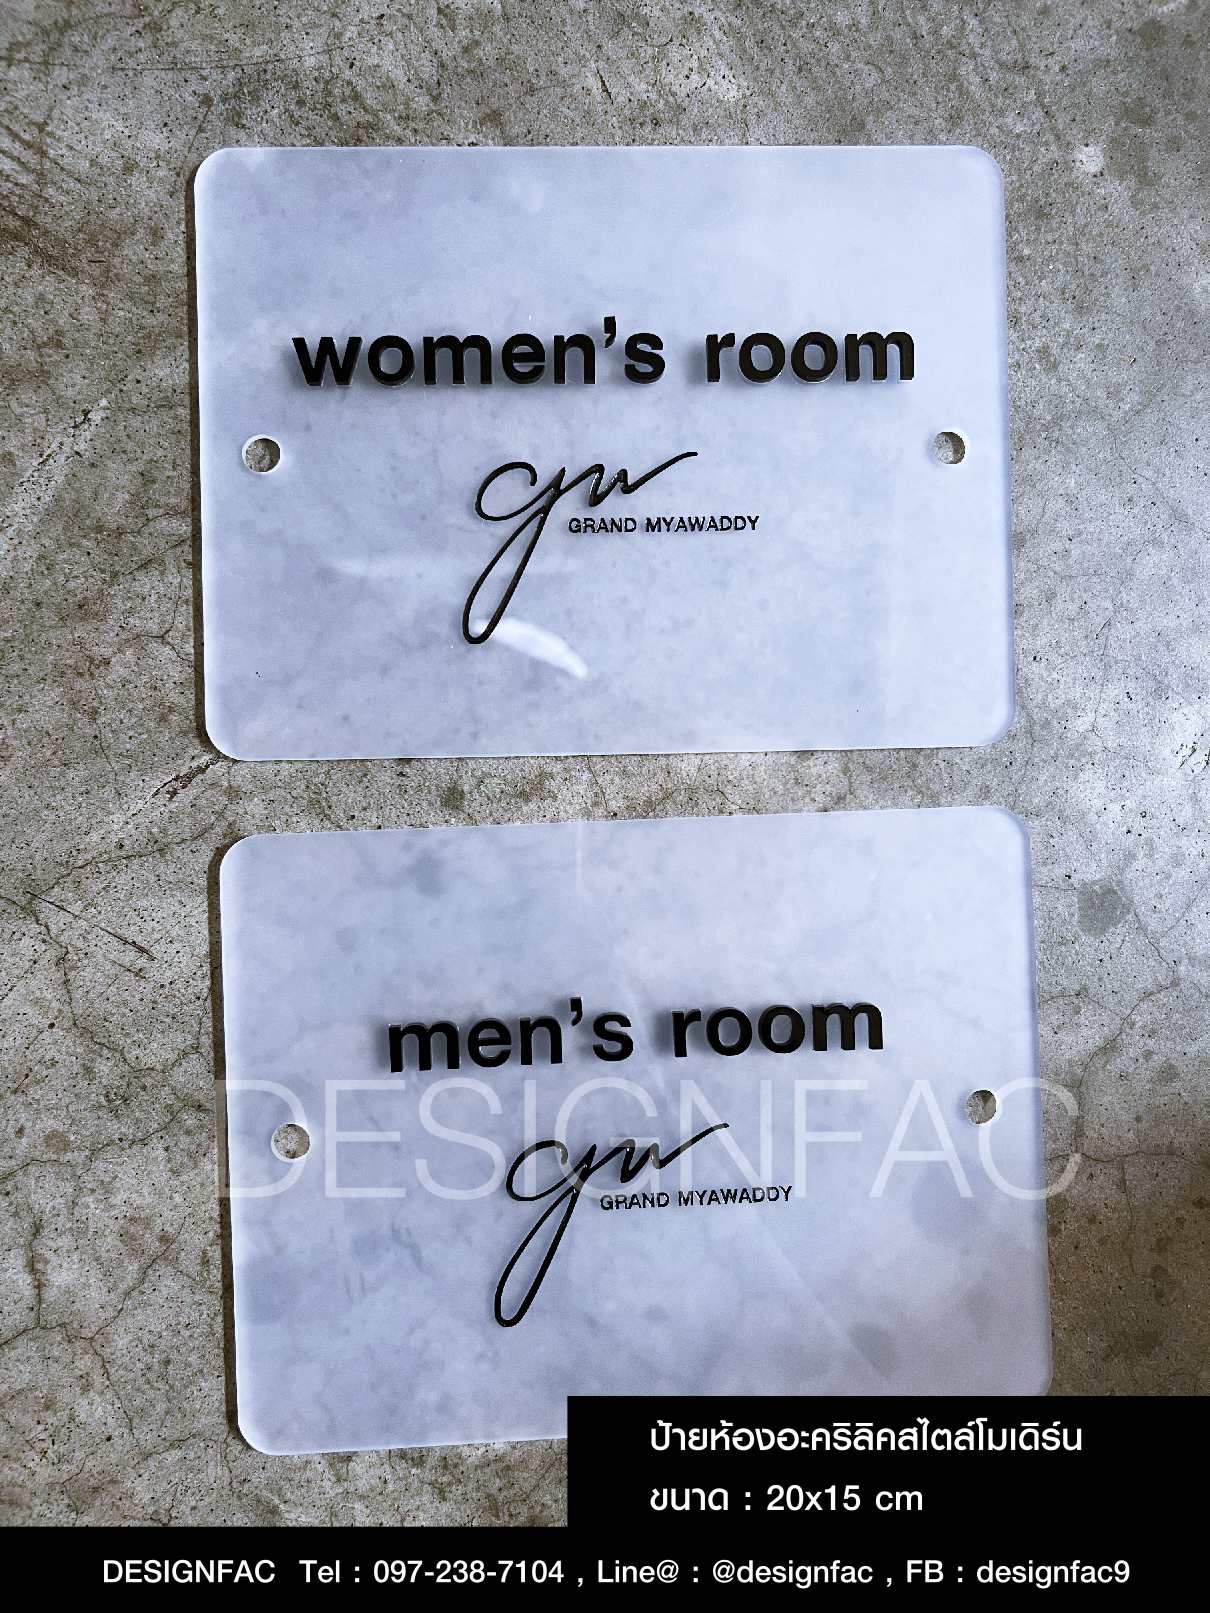 women's room
gw
GRAND MYAWADDY
men's room
DESIGNFAC
gw
GRAND MYAWADDY
ป้ายห้องอะคริลิคสไตล์โมเดิร์น
ขนาด : 20x15 cm
DESIGNFAC Tel : 097-238-7104 , Line@ : @designfac , FB : designfac9